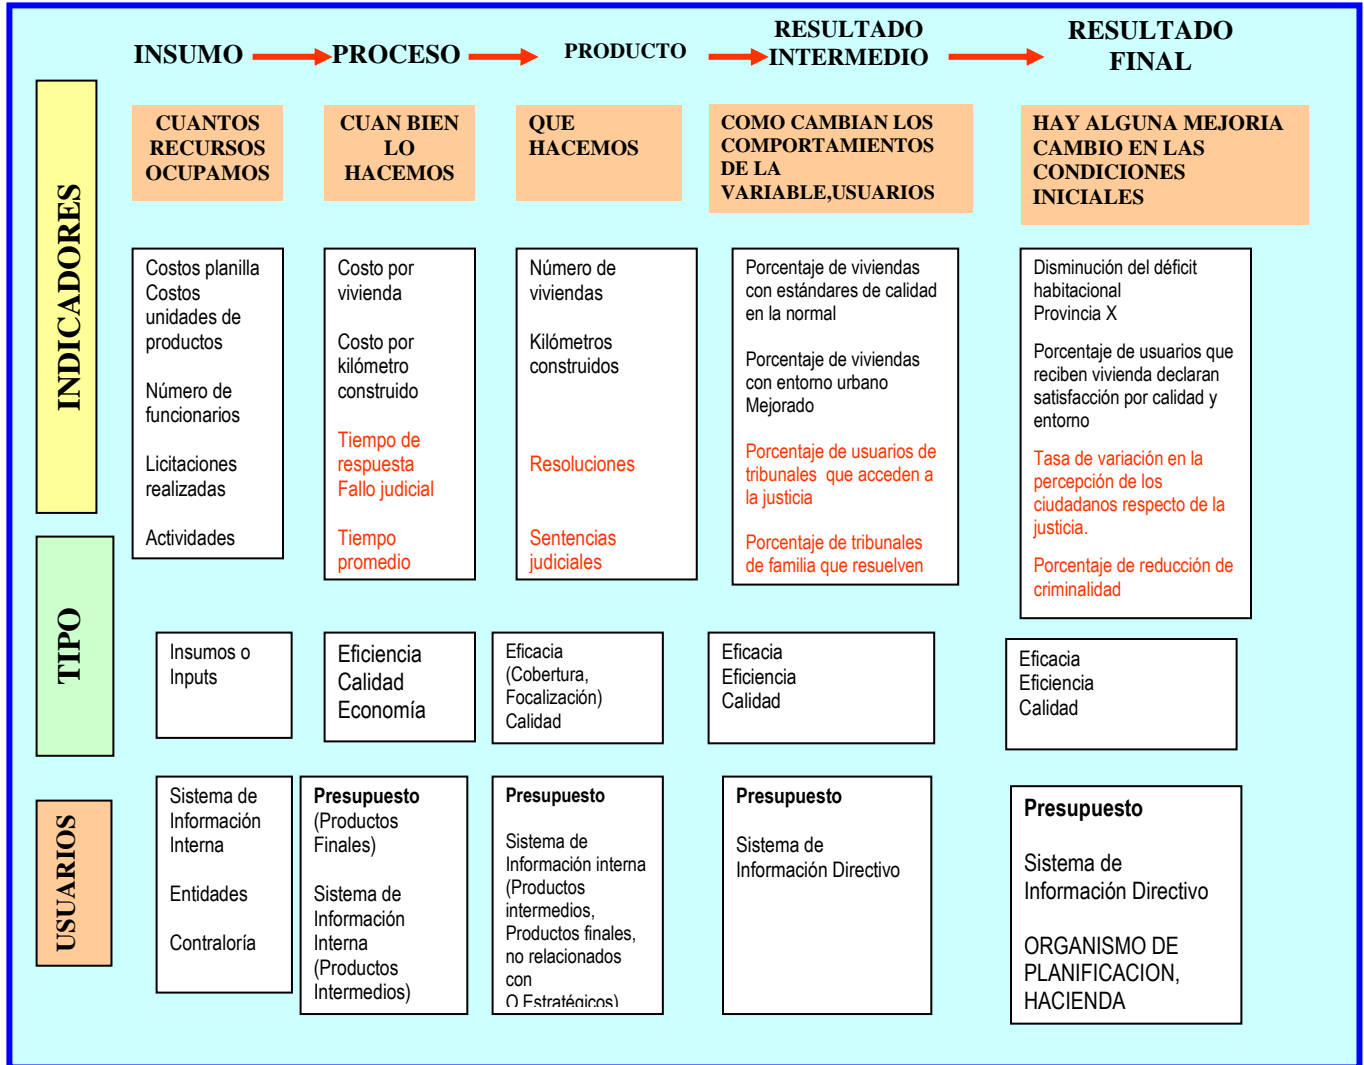 INSUMO
PROCESO
PRODUCTO
RESULTADO
INTERMEDIO
RESULTADO
FINAL
INDICADORES
CUANTOS
RECURSOS
OCUPAMOS
CUAN BIEN
LO
HACEMOS
QUE
HACEMOS
COMO CAMBIAN LOS
COMPORTAMIENTOS
DE LA
VARIABLE,USUARIOS
HAY ALGUNA MEJORIA
CAMBIO EN LAS
CONDICIONES
INICIALES
Costos planilla
Costos
unidades de
productos
Número de
funcionarios
Licitaciones
realizadas
Actividades
Costo por
vivienda
Costo por
kilómetro
construido
Tiempo de
respuesta
Fallo judicial
Tiempo
promedio
Número de
viviendas
Kilómetros
construidos
Resoluciones
Sentencias
judiciales
Porcentaje de viviendas
con estándares de calidad
en la normal
Porcentaje de viviendas
con entorno urbano
Mejorado
Porcentaje de usuarios de
tribunales que acceden a
la justicia
Porcentaje de tribunales
de familia que resuelven
Disminución del déficit
habitacional
Provincia X
Porcentaje de usuarios que
reciben vivienda declaran
satisfacción por calidad y
entorno
Tasa de variación en la
percepción de los
ciudadanos respecto de la
justicia.
Porcentaje de reducción de
criminalidad
TIPO
Insumos o
Inputs
Eficiencia
Calidad
Economía
Eficacia
(Cobertura,
Focalización)
Calidad
Eficacia
Eficiencia
Calidad
Eficacia
Eficiencia
Calidad
USUARIOS
Sistema de
Información
Interna
Entidades
Contraloría
Presupuesto
(Productos
Finales)
Sistema de
Información
Interna
(Productos
Intermedios)
Presupuesto
Sistema de
Información interna
(Productos
intermedios,
Productos finales,
no relacionados
con
O Estratégicos)
Presupuesto
Sistema de
Información Directivo
Presupuesto
Sistema de
Información Directivo
ORGANISMO DE
PLANIFICACION,
HACIENDA